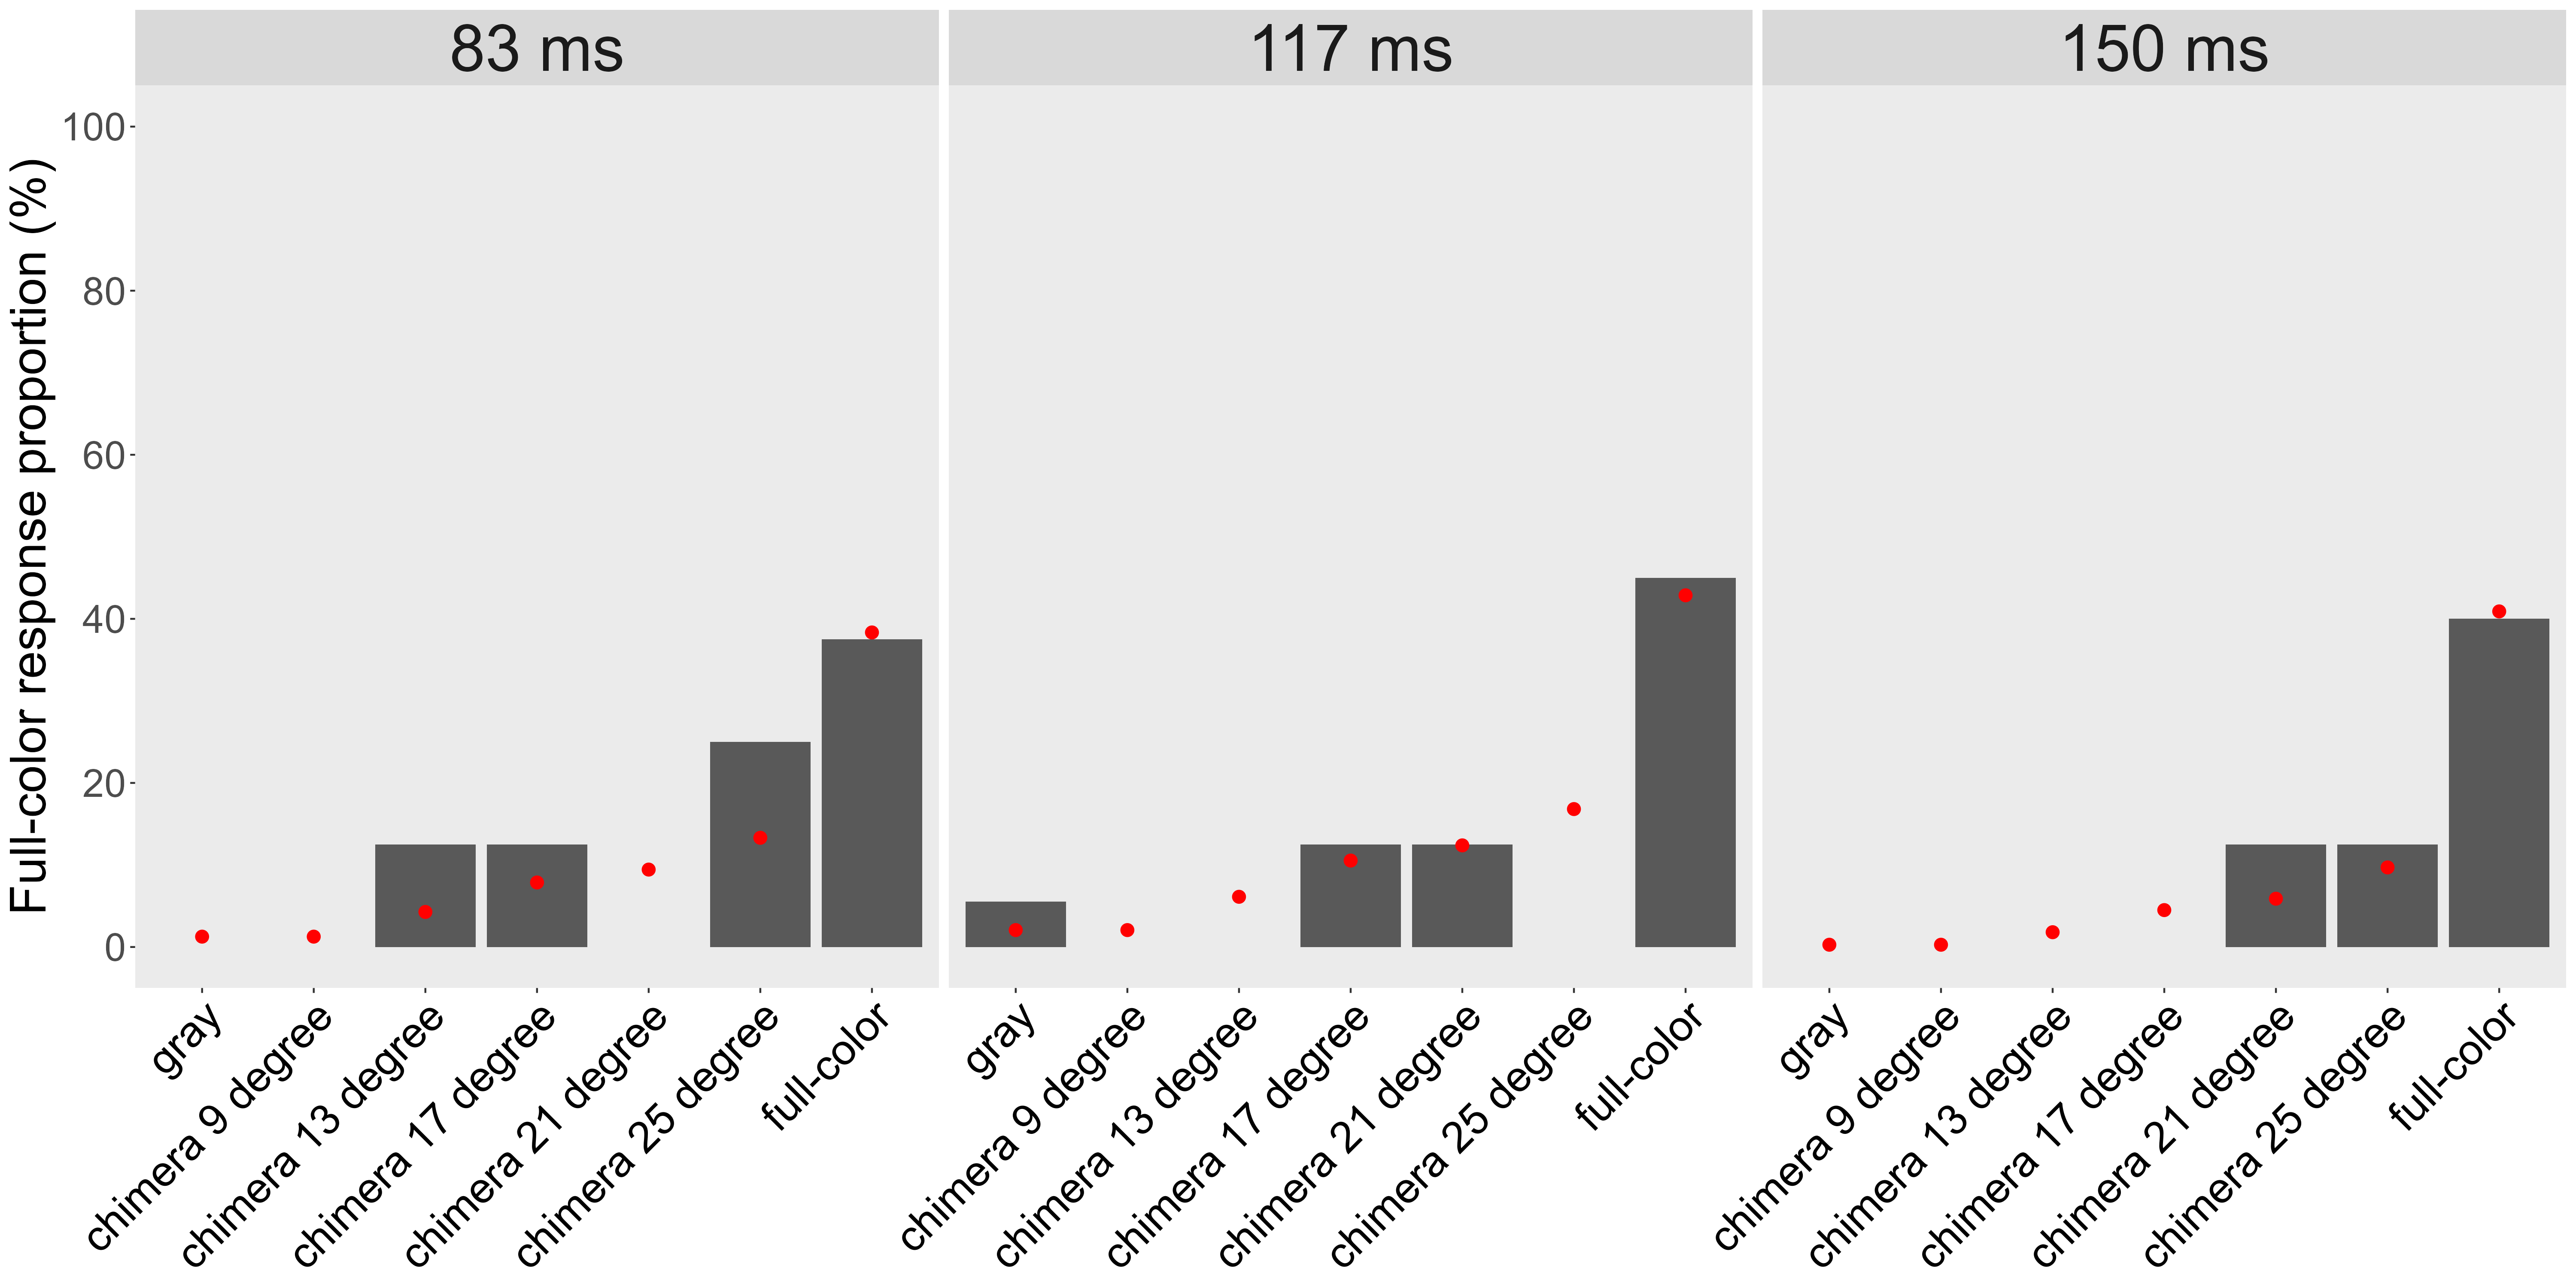 83 ms
117 ms
150 ms
Full-color response proportion (%)
100
80
60
40
20
0
gray
chimera 9 degree
chimera 13 degree
chimera 17 degree
chimera 21 degree
chimera 25 degree
full-color
gray
chimera 9 degree
chimera 13 degree
chimera 17 degree
chimera 21 degree
chimera 25 degree
full-color
gray
chimera 9 degree
chimera 13 degree
chimera 17 degree
chimera 21 degree
chimera 25 degree
full-color